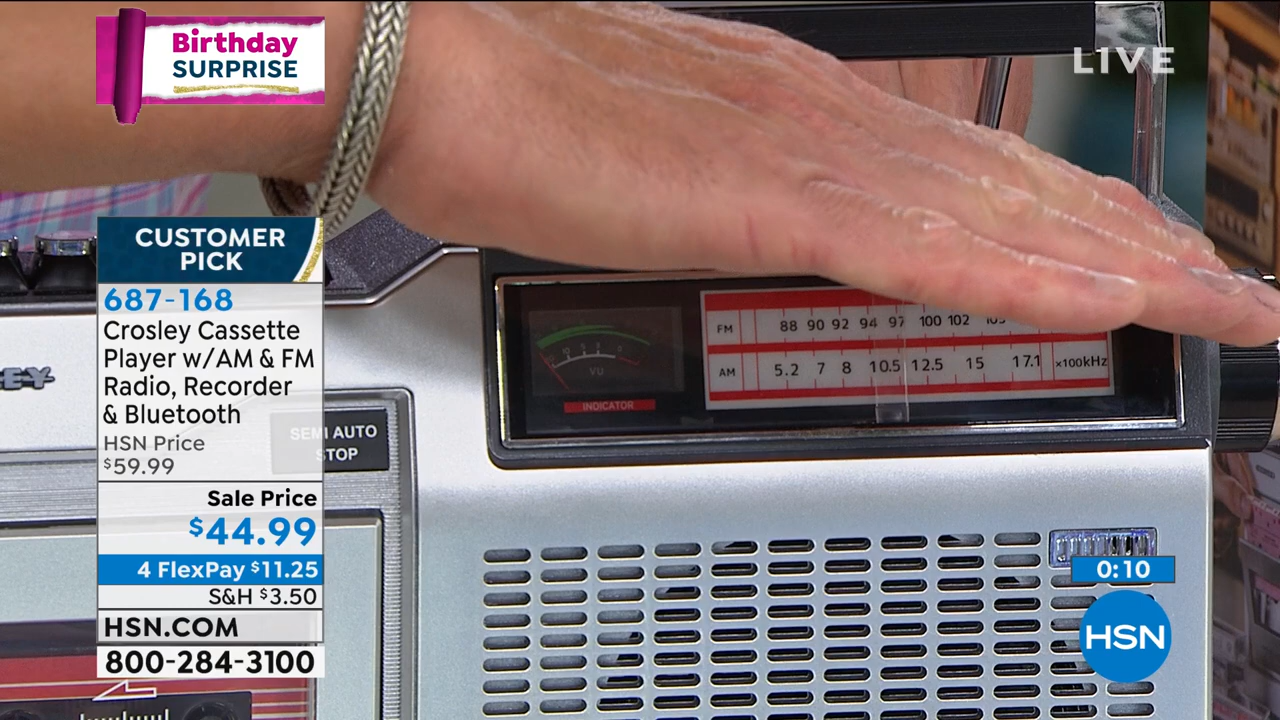 Birthday
SURPRISE
LIVE
CUSTOMER
PICK
687-168
Crosley Cassette
Player w/AM & FM
Radio, Recorder
& Bluetooth
HSN Price
$59.99
Sale Price
$44.99
4 FlexPay $11.25
S&H $3.50
HSN.COM
800-284-3100
EY
SEMI AUTO
STOP
VU
INDICATOR
FM 88 90 92 94 97 100 102
AM 5.2 7 8 10.5 12.5 15 17.1 ×100kHz
0:10
HSN